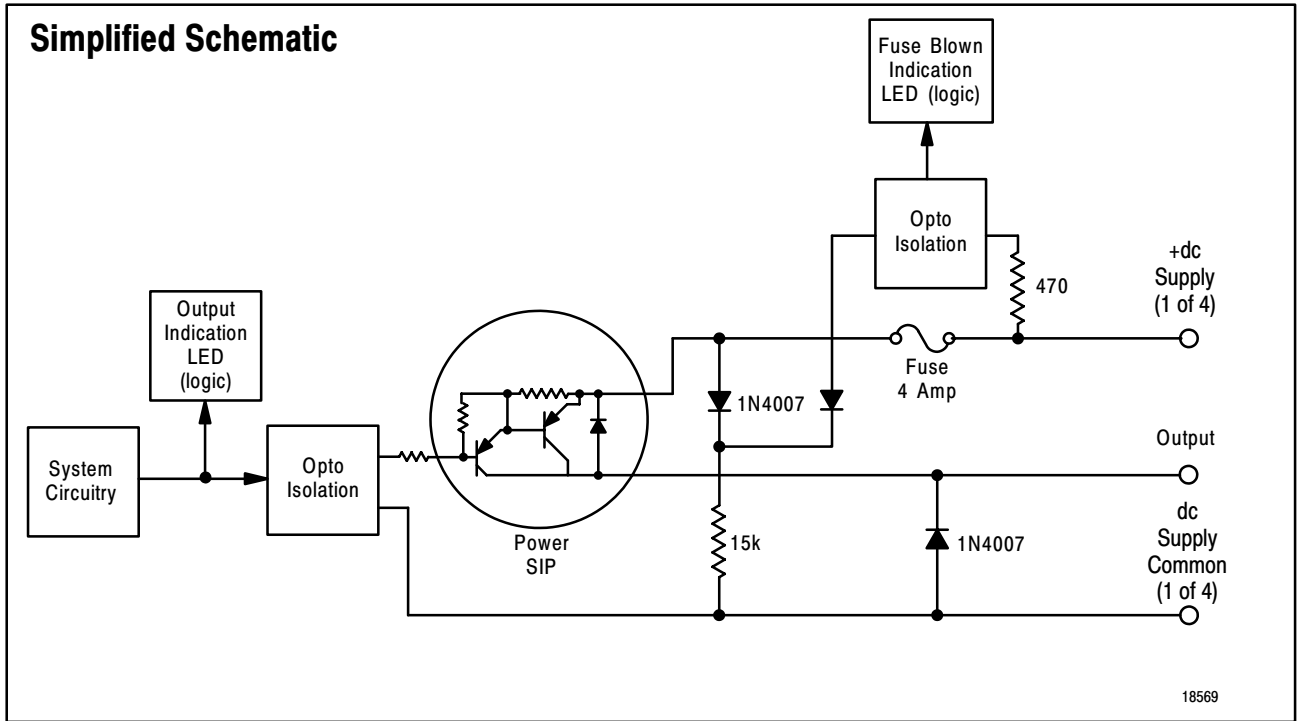 Simplified Schematic
Fuse Blown
Indication
LED (logic)
Opto
Isolation
470
+dc
Supply
(1 of 4)
Output
Indication
LED
(logic)
Fuse
4 Amp
1N4007
System
Circuitry
Opto
Isolation
Power
SIP
15k
1N4007
Output
dc
Supply
Common
(1 of 4)
18569